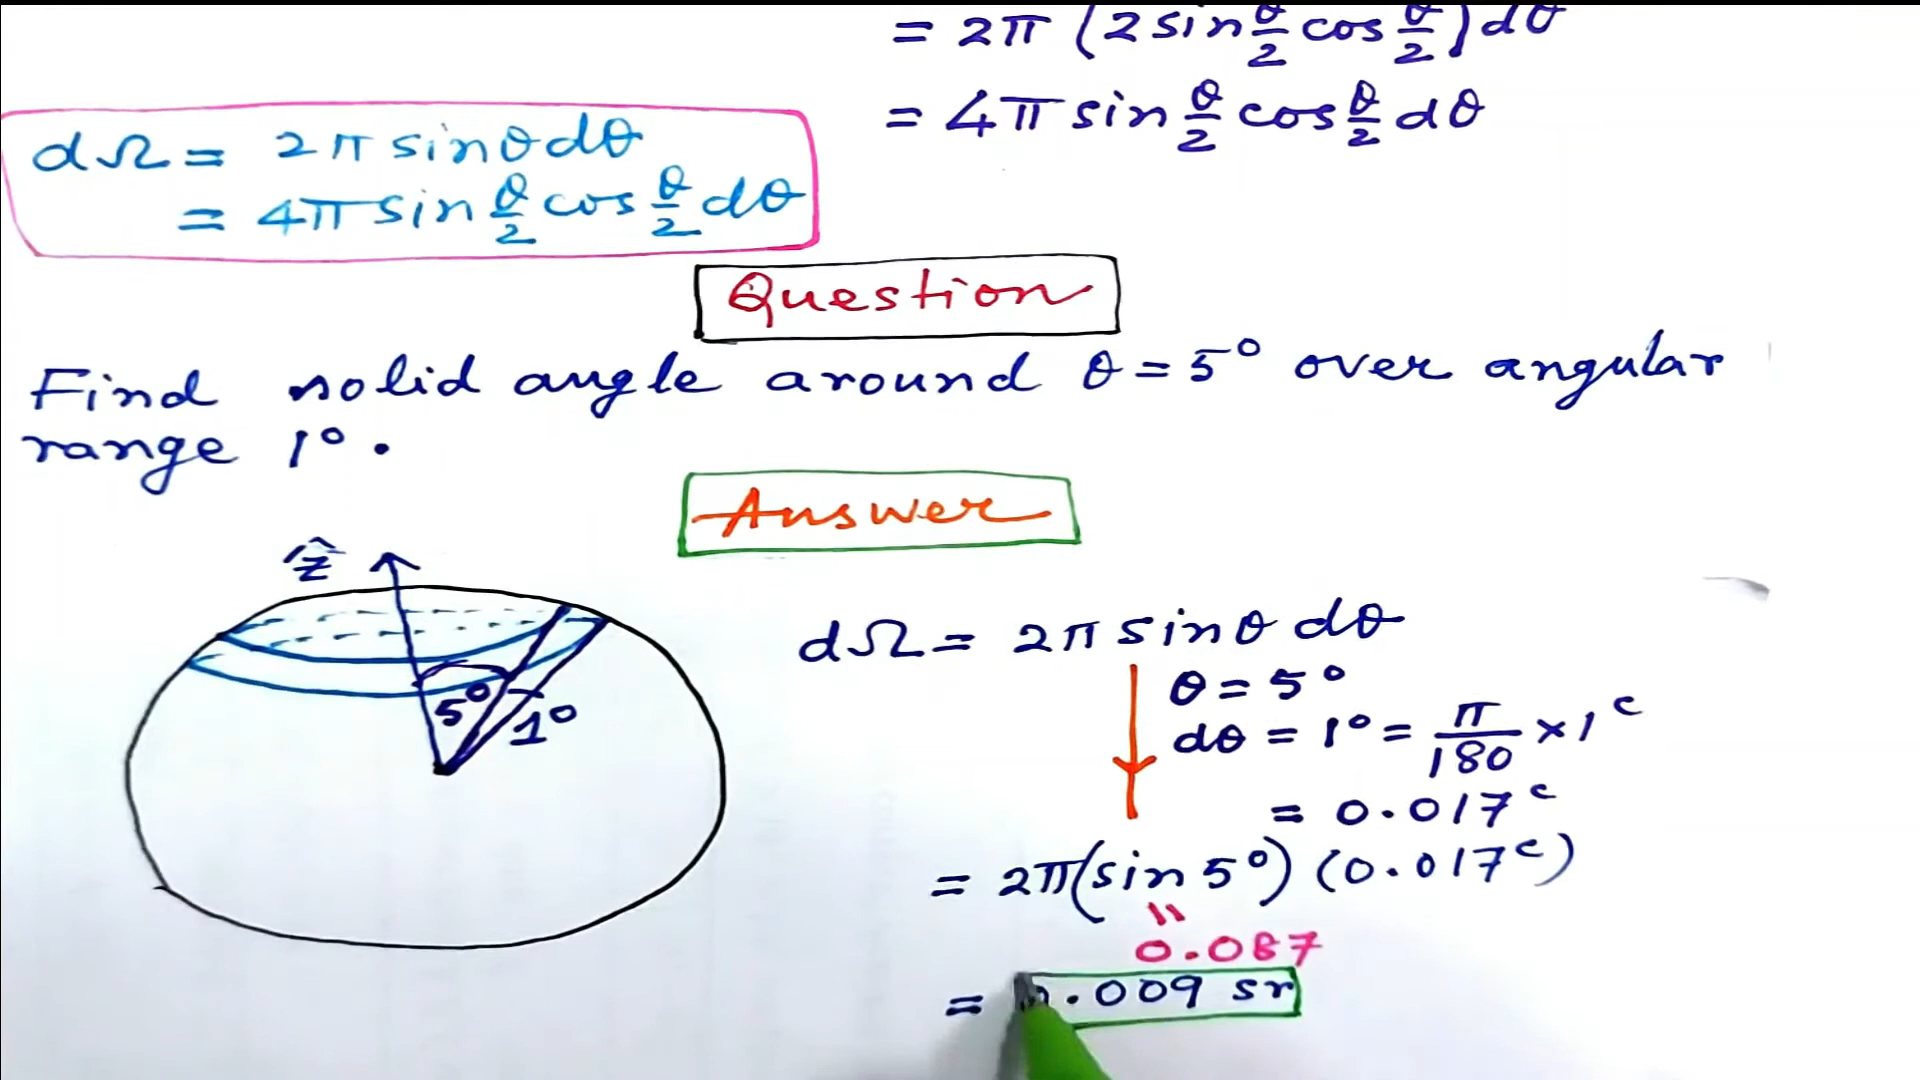 = 2π (2 sin θ/2 cos θ/2) dθ
= 4π sin θ/2 cos θ/2 dθ
dΩ = 2π sinθ dθ
= 4π sin θ/2 cos θ/2 dθ
Question
Find solid angle around θ = 5° over angular
range 1°.
Answer
ẑ
5°
1°
dΩ = 2π sinθ dθ
θ = 5°
dθ = 1° = π/180 × 1ᶜ
= 0.017ᶜ
= 2π(sin 5°) (0.017ᶜ)
"
0.087
= .009 sr